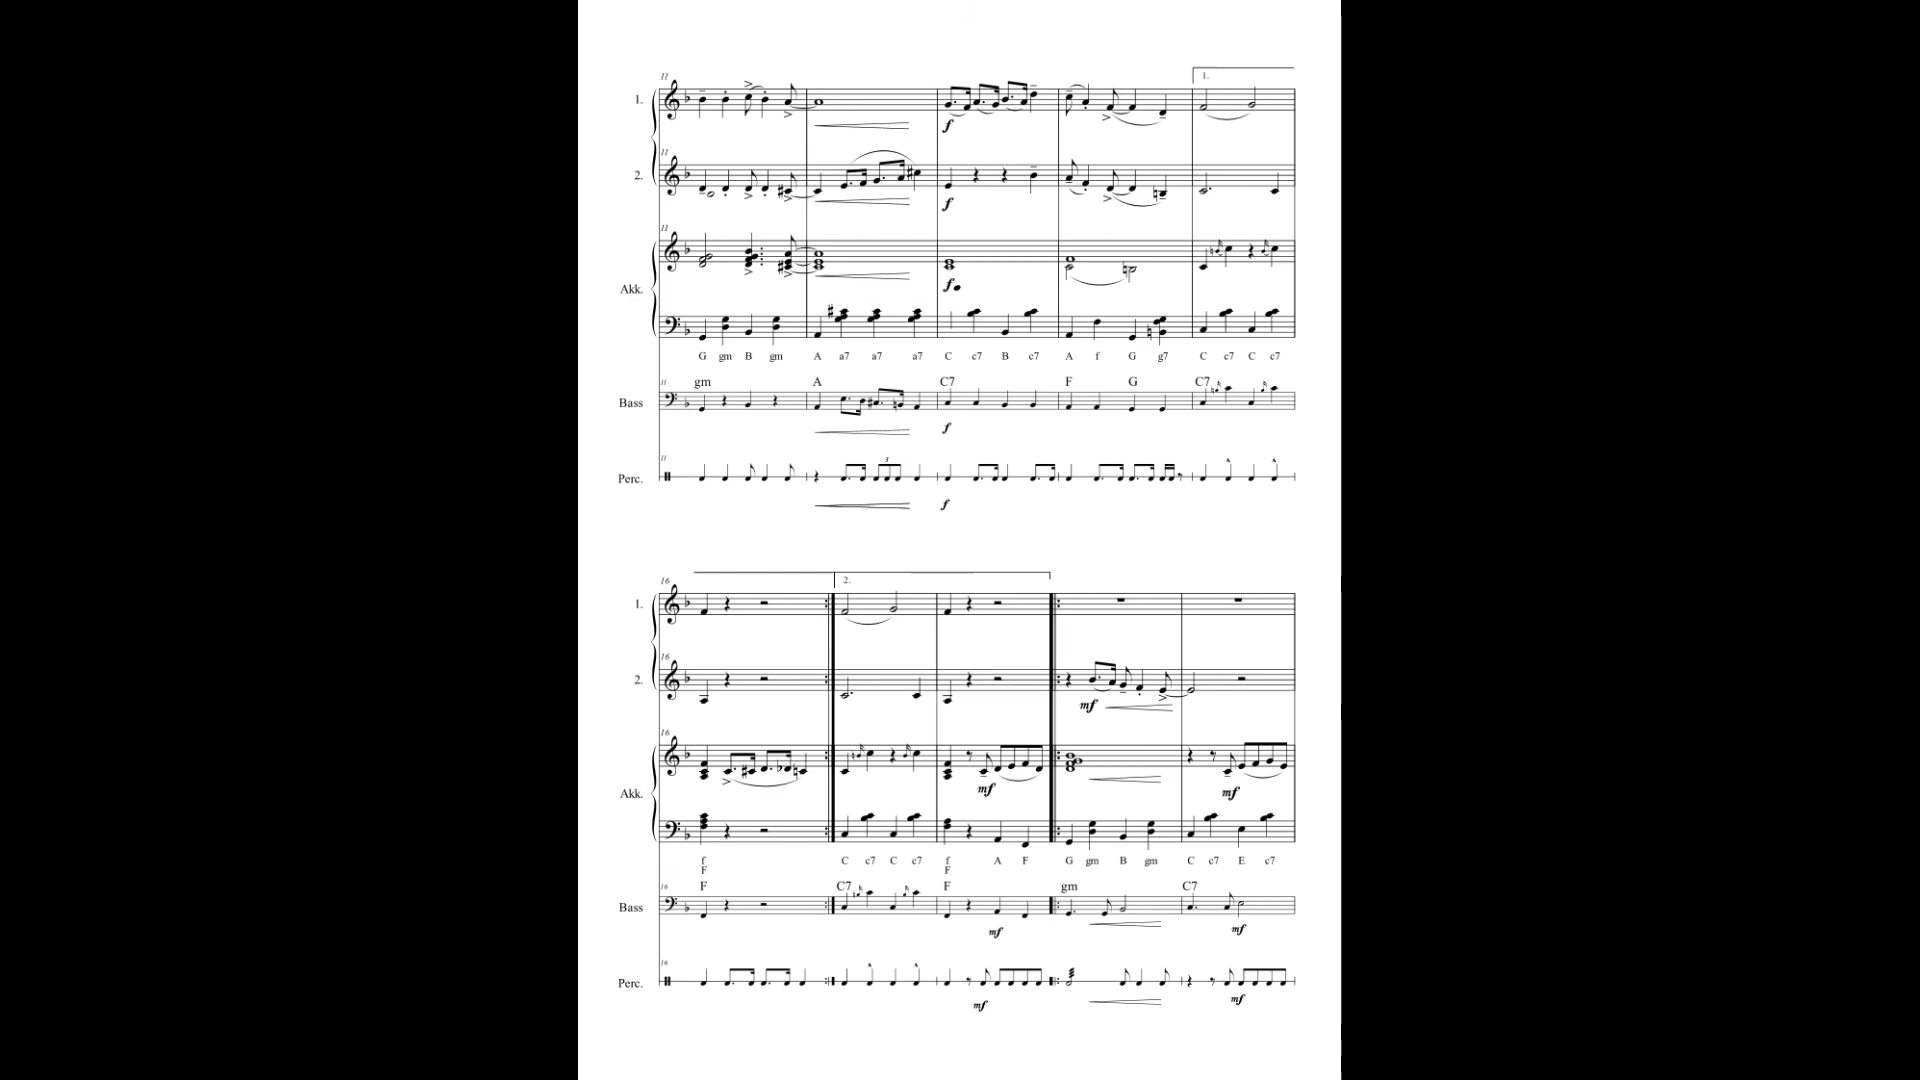 1.
11
1.
11
2.
f
11
f
Akk.
f
G gm B gm A a7 a7 a7 C c7 B c7 A f G g7 C c7 C c7
11
gm A C7 F G C7
Bass
f
11
3
Perc.
f
2.
16
1.
16
2.
mf
16
Akk.
mf mf
f C c7 C c7 f A F G gm B gm C c7 E c7
F F
16
F C7 F gm C7
Bass
mf mf
16
Perc.
mf mf